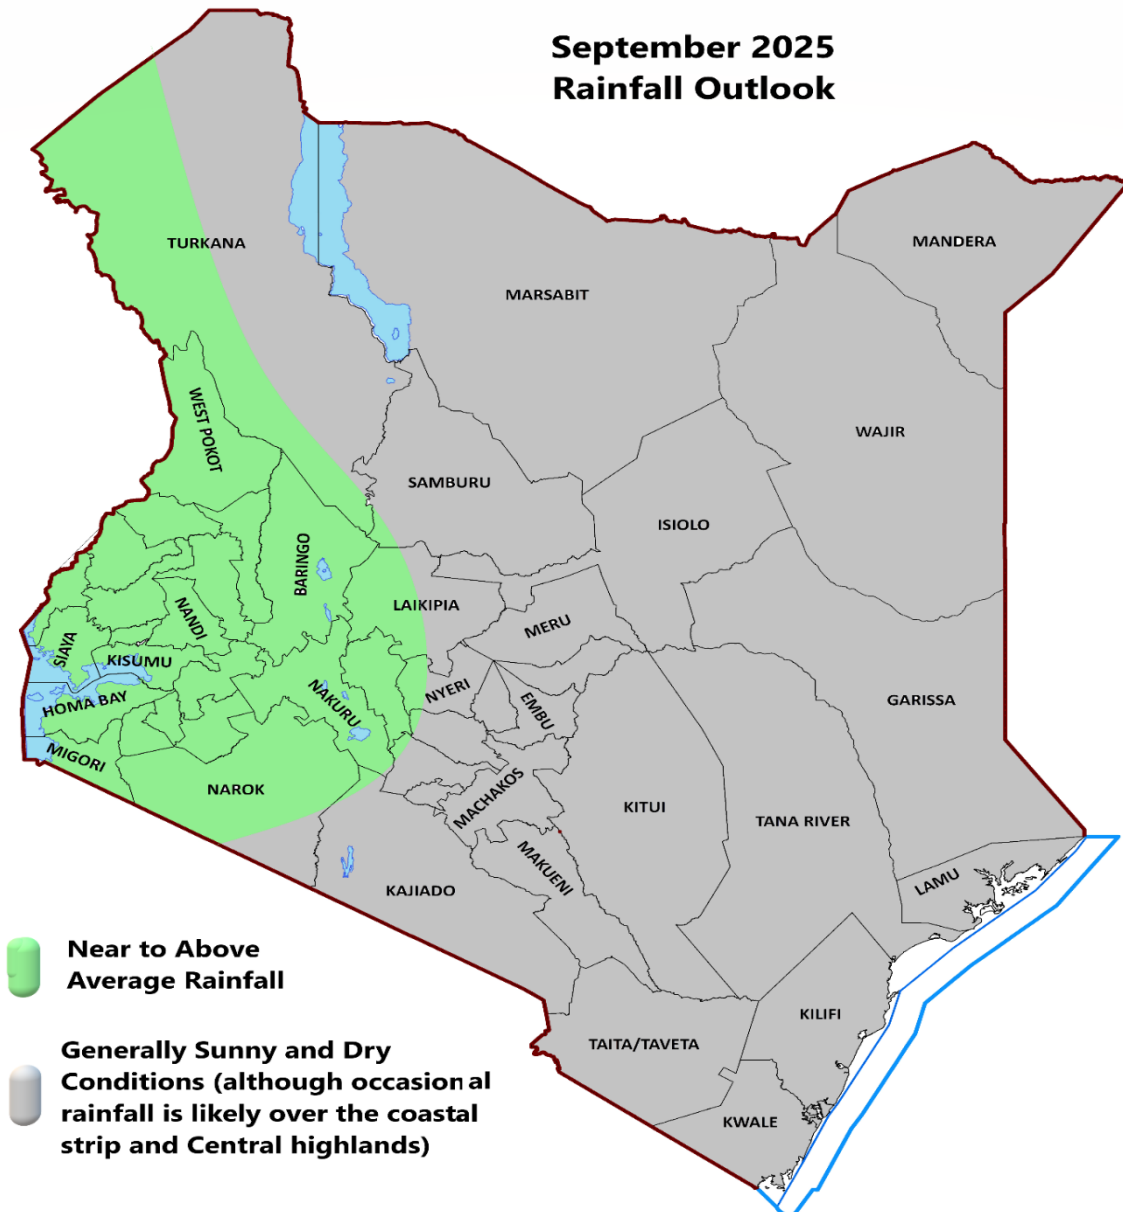 September 2025
Rainfall Outlook
MANDERA
TURKANA
MARSABIT
WAJIR
WEST POKOT
SAMBURU
ISIOLO
BARINGO
LAIKIPIA
NANDI
MERU
SIAYA
KISUMU
NYERI
EMBU
GARISSA
HOMA BAY
NAKURU
MIGORI
NAROK
MACHAKOS
KITUI
TANA RIVER
MAKUENI
LAMU
KAJIADO
Near to Above
Average Rainfall
KILIFI
TAITA/TAVETA
Generally Sunny and Dry
Conditions (although occasional
rainfall is likely over the coastal
strip and Central highlands)
KWALE